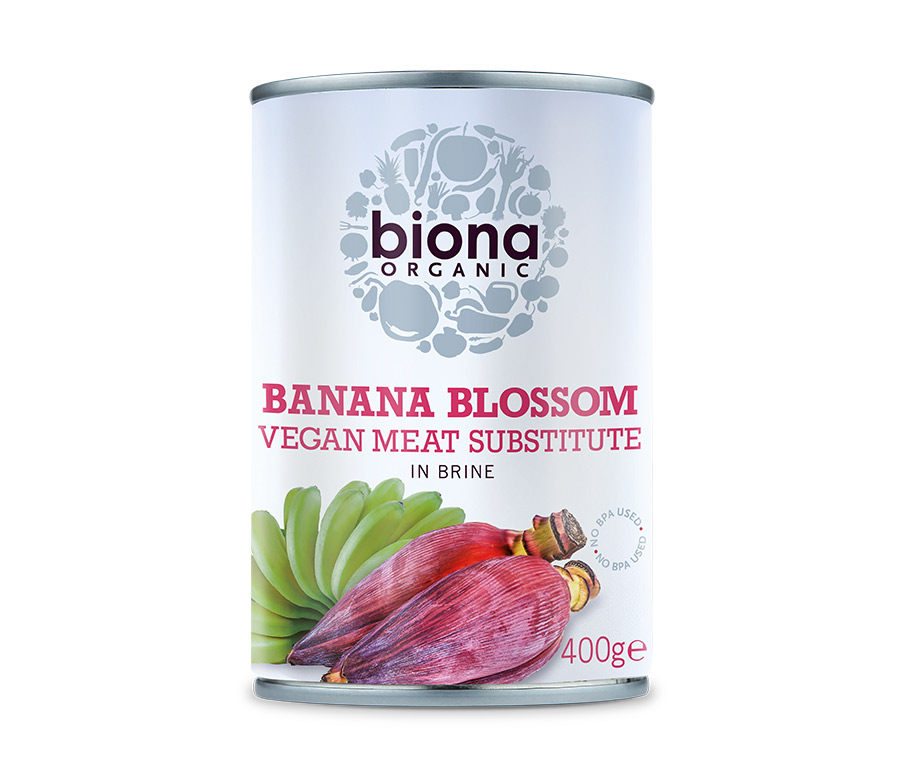 biona
ORGANIC
BANANA BLOSSOM
VEGAN MEAT SUBSTITUTE
IN BRINE
NO BPA USED • NO BPA USED •
400g℮